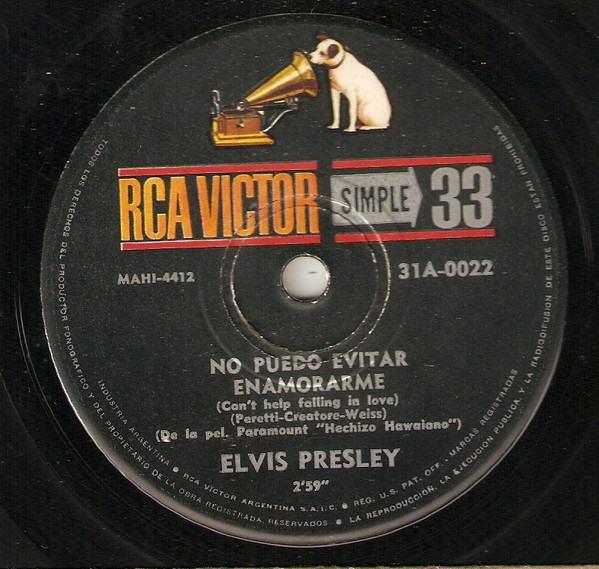 RCA VICTOR SIMPLE 33
MAHI-4412
31A-0022
NO PUEDO EVITAR
ENAMORARME
(Can't help falling in love)
(Peretti-Creatore-Weiss)
(De la pel. Paramount "Hechizo Hawaiano")
ELVIS PRESLEY
2'59"
INDUSTRIA ARGENTINA • RCA VICTOR ARGENTINA S.A.I.C. • REG. U.S. PAT. OFF. - MARCAS REGISTRADAS
TODOS LOS DERECHOS DEL PRODUCTOR FONOGRAFICO Y DEL PROPIETARIO DE LA OBRA REGISTRADA, RESERVADOS • LA REPRODUCCION, LA EJECUCION PUBLICA, Y LA RADIODIFUSION DE ESTE DISCO ESTAN PROHIBIDAS